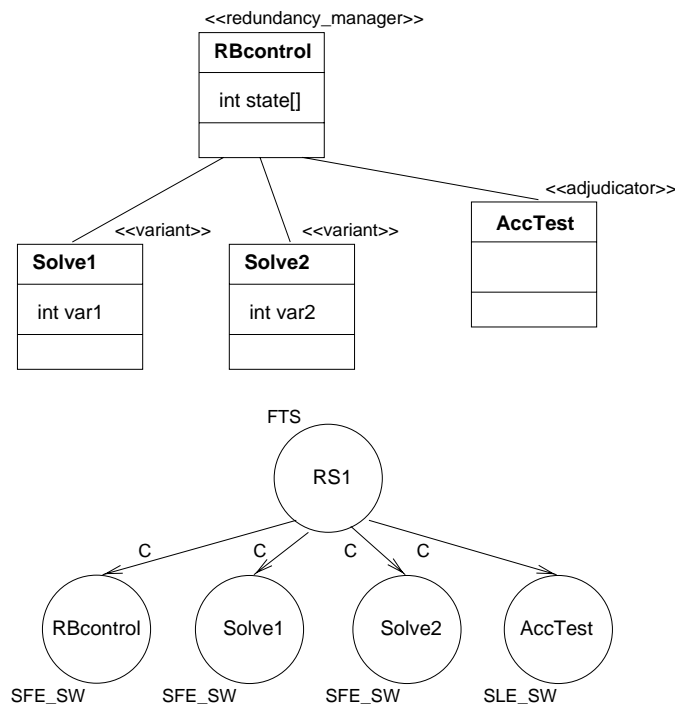 <<redundancy_manager>>
RBcontrol
int state[]
<<adjudicator>>
AccTest
<<variant>>
<<variant>>
Solve1
Solve2
int var1
int var2
FTS
RS1
C
C
C
C
RBcontrol
Solve1
Solve2
AccTest
SFE_SW
SFE_SW
SFE_SW
SLE_SW